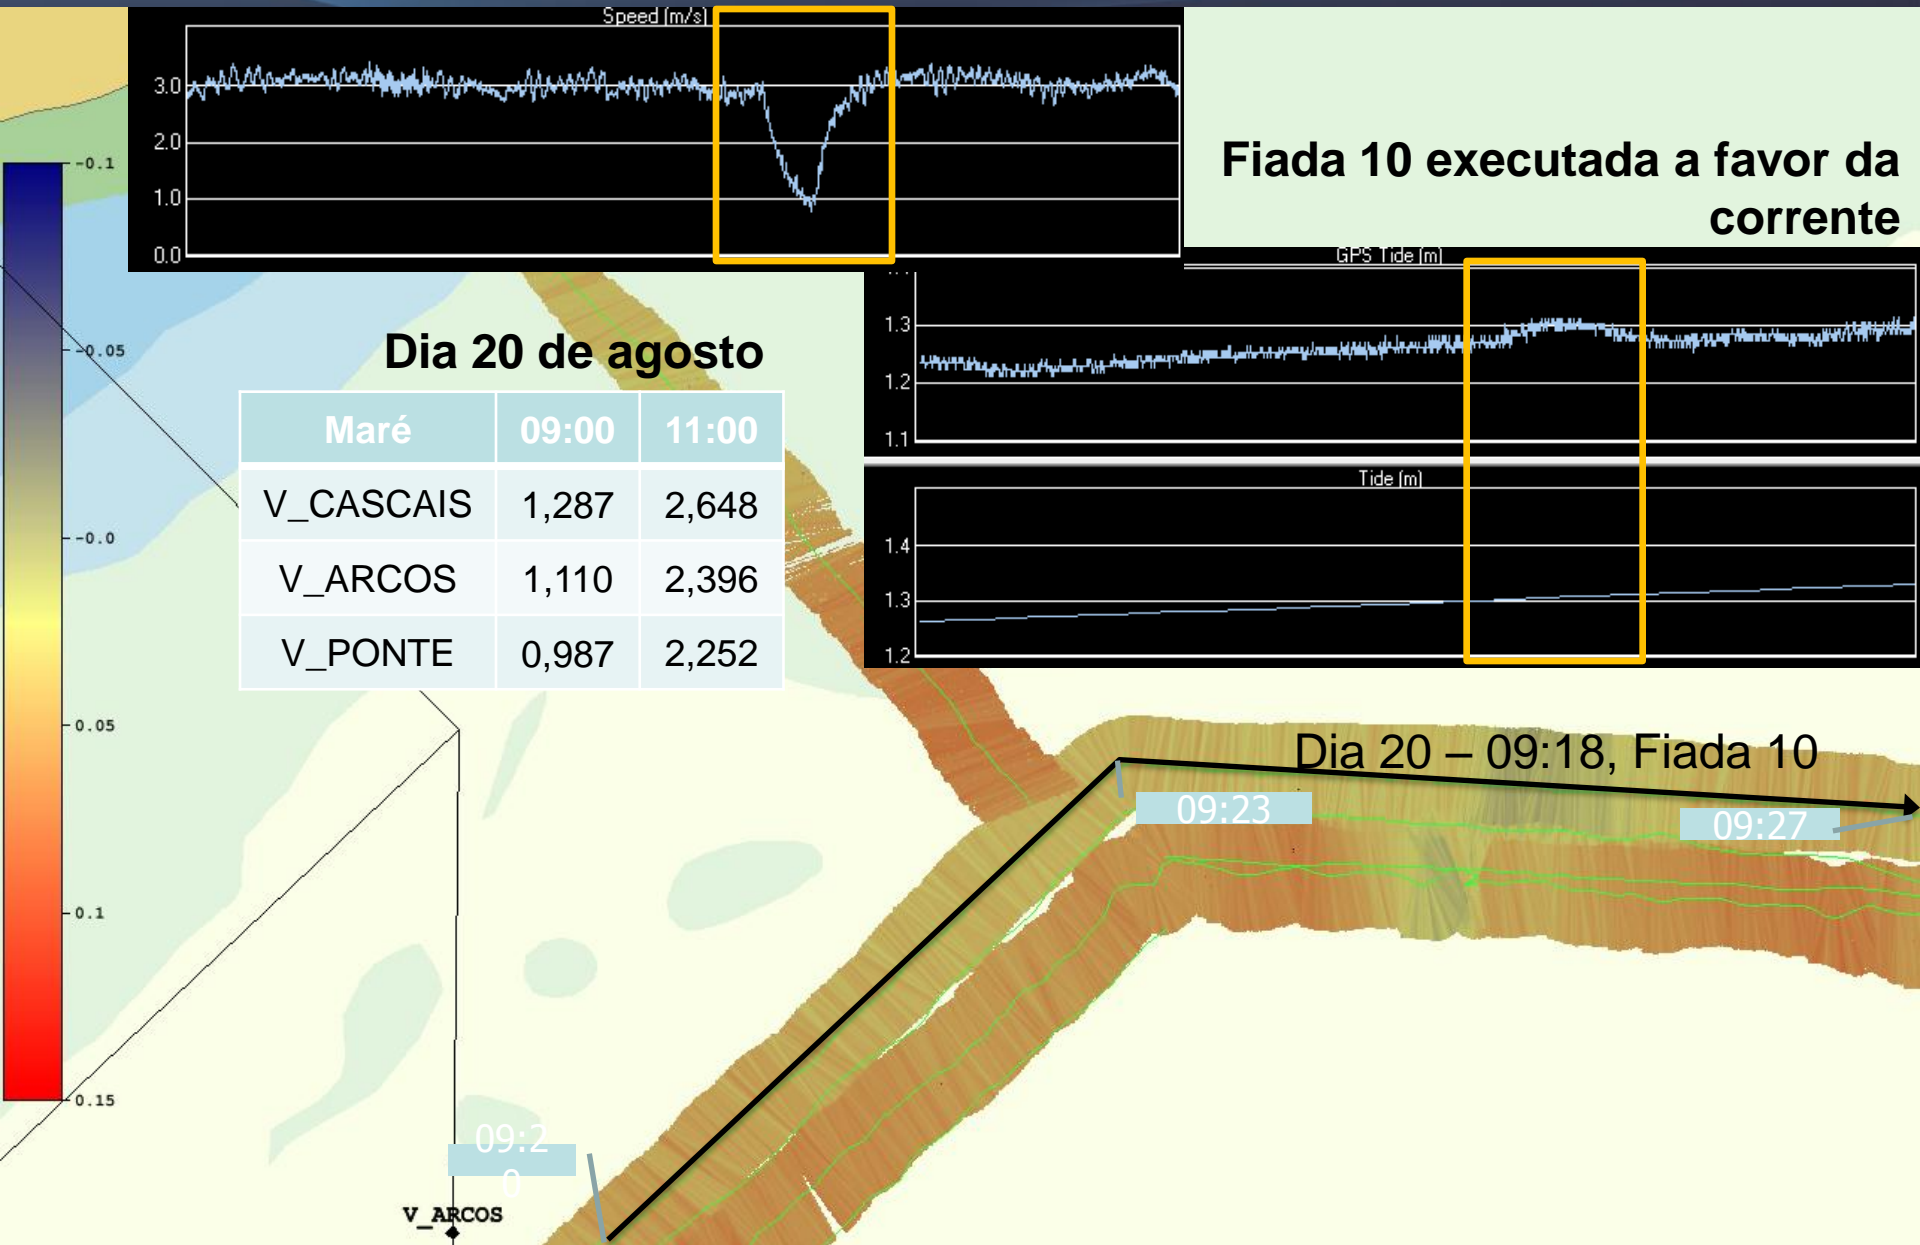 Speed (m/s)
3.0
2.0
1.0
0.0
Fiada 10 executada a favor da
corrente
GPS Tide (m)
1.3
1.2
1.1
Tide (m)
1.4
1.3
1.2
-0.1
-0.05
-0.0
0.05
0.1
0.15
Dia 20 de agosto
Maré 09:00 11:00
V_CASCAIS 1,287 2,648
V_ARCOS 1,110 2,396
V_PONTE 0,987 2,252
Dia 20 – 09:18, Fiada 10
09:23
09:27
09:2
0
V_ARCOS